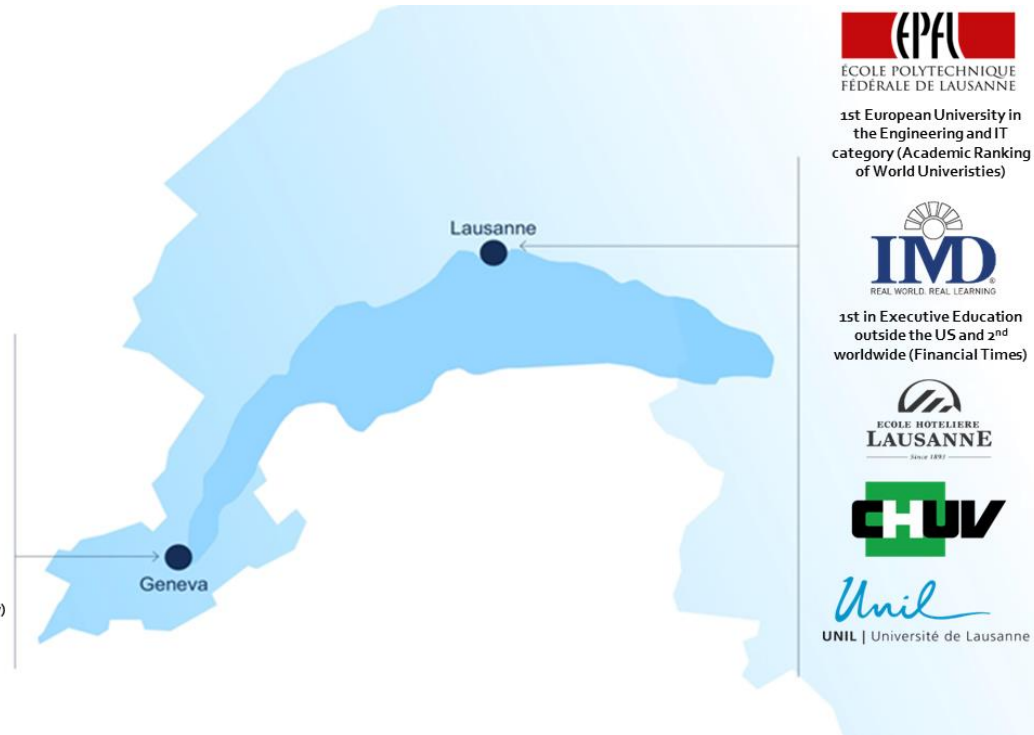 EPFL
ÉCOLE POLYTECHNIQUE
FÉDÉRALE DE LAUSANNE
1st European University in
the Engineering and IT
category (Academic Ranking
of World Univeristies)
Lausanne
IMD
REAL WORLD. REAL LEARNING
1st in Executive Education
outside the US and 2nd
worldwide (Financial Times)
ECOLE HOTELIERE
LAUSANNE
Since 1893
CHUV
Geneva
Unil
UNIL | Université de Lausanne